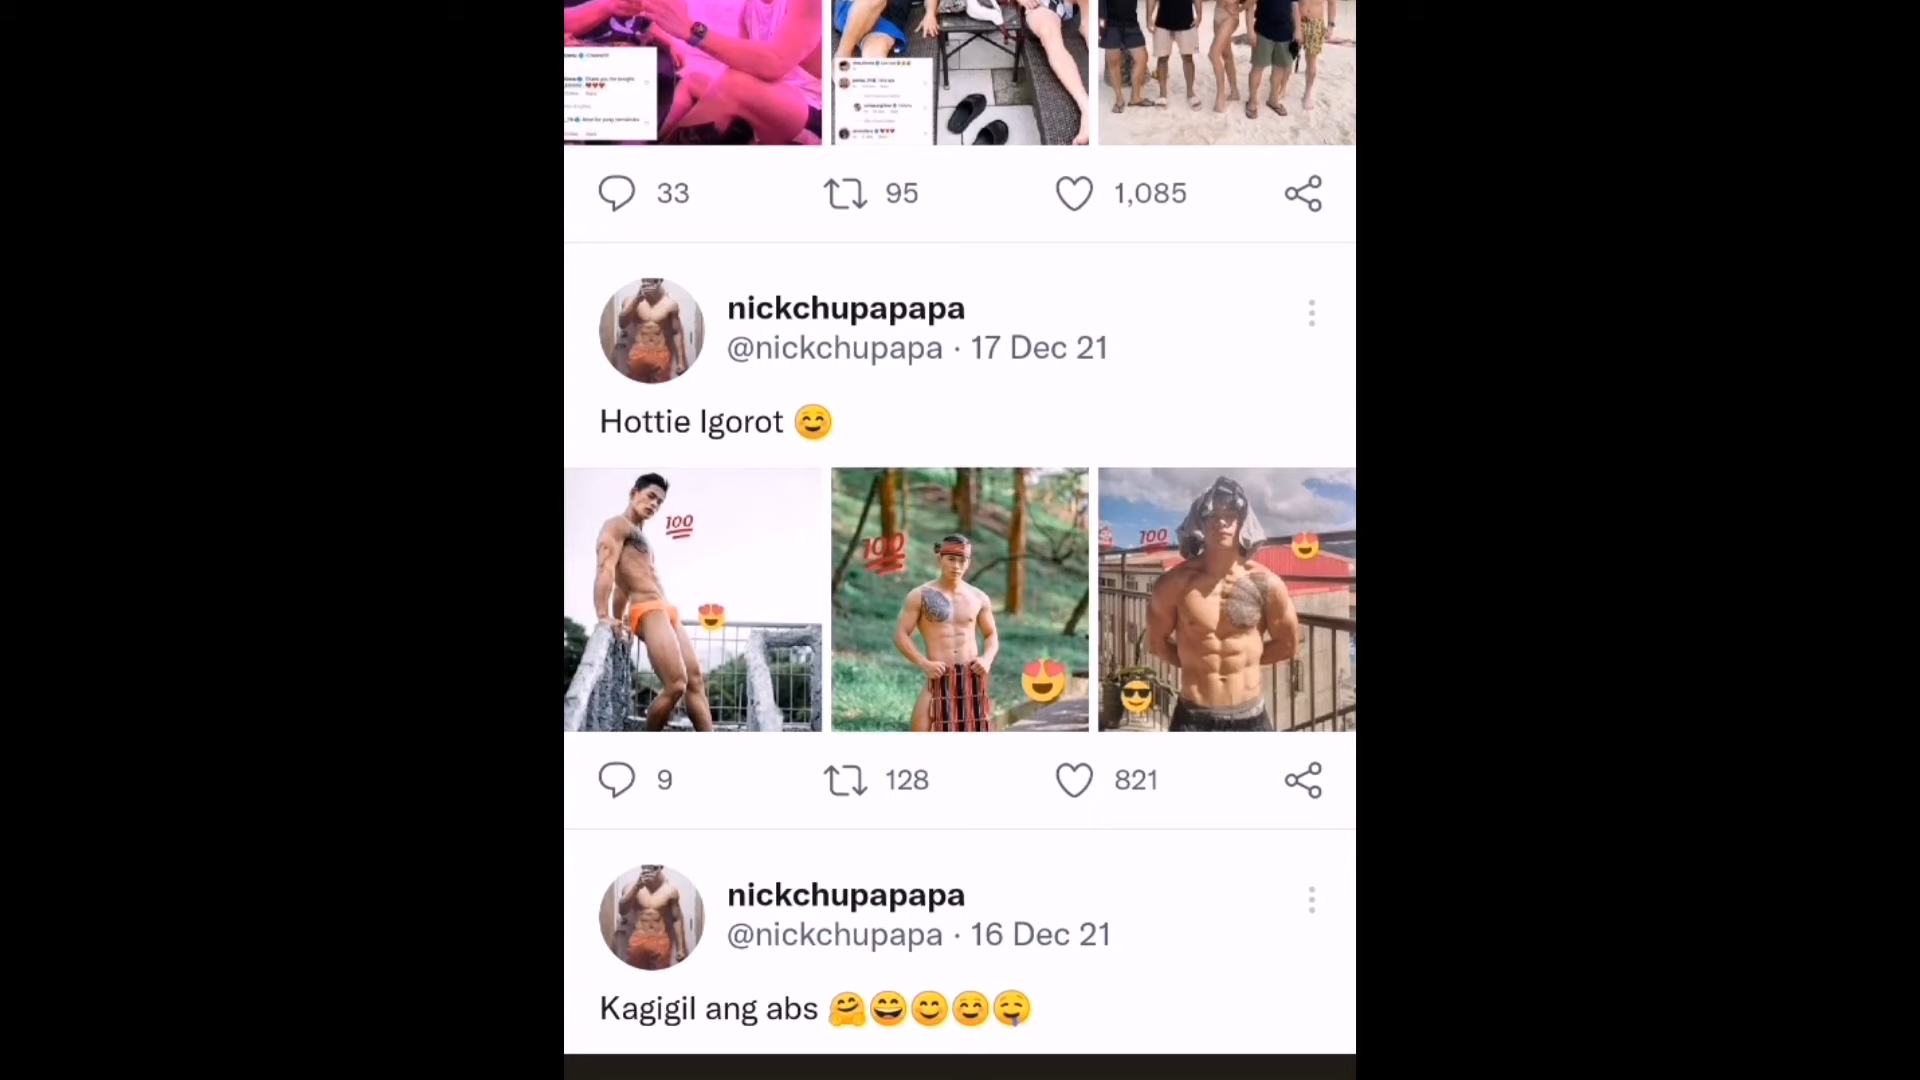 33
95
1,085
nickchupapapa
@nickchupapa · 17 Dec 21
Hottie Igorot 😊
100
100
100
9
128
821
nickchupapapa
@nickchupapa · 16 Dec 21
Kagigil ang abs 🤗😄😊☺️🤤